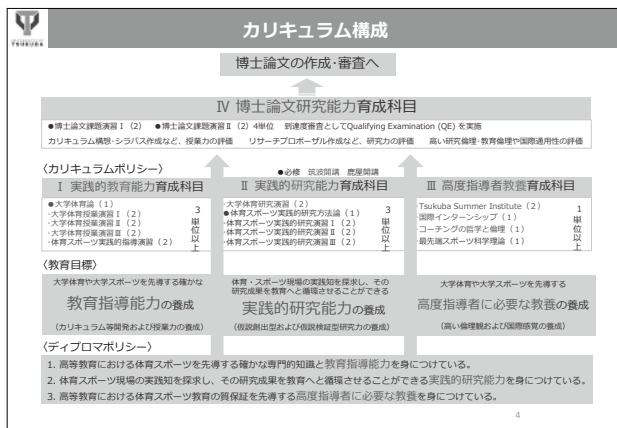 TSUKUBA
カリキュラム構成
博士論文の作成・審査へ
Ⅳ 博士論文研究能力育成科目
●博士論文課題演習Ⅰ(2) ●博士論文課題演習Ⅱ(2)4単位 到達度審査としてQualifying Examination (QE) を実施
カリキュラム構想・シラバス作成など、授業力の評価 リサーチプロポーザル作成など、研究力の評価 高い研究倫理・教育倫理や国際通用性の評価
〈カリキュラムポリシー〉
●必修 筑波開講 鹿屋開講
Ⅰ 実践的教育能力育成科目
●大学体育論(1)
・大学体育授業演習Ⅰ(2)
・大学体育授業演習Ⅱ(2)
・大学体育授業演習Ⅲ(2)
・体育スポーツ実践的指導演習(2)
3単位以上
Ⅱ 実践的研究能力育成科目
・大学体育研究演習(2)
●体育スポーツ実践的研究方法論(1)
・体育スポーツ実践的研究演習Ⅰ(2)
・体育スポーツ実践的研究演習Ⅱ(2)
・体育スポーツ実践的研究演習Ⅲ(2)
3単位以上
Ⅲ 高度指導者教養育成科目
・Tsukuba Summer Institute(2)
・国際インターンシップ(1)
・コーチングの哲学と倫理(1)
・最先端スポーツ科学理論(1)
1単位以上
〈教育目標〉
大学体育や大学スポーツを先導する確かな
教育指導能力の養成
(カリキュラム等開発および授業力の養成)
体育・スポーツ現場の実践知を探求し、その
研究成果を教育へと循環させることができる
実践的研究能力の養成
(仮説創出型および仮説検証型研究力の養成)
大学体育や大学スポーツを先導する
高度指導者に必要な教養の養成
(高い倫理観および国際感覚の養成)
〈ディプロマポリシー〉
1. 高等教育における体育スポーツを先導する確かな専門的知識と教育指導能力を身につけている。
2. 体育スポーツ現場の実践知を探求し、その研究成果を教育へと循環させることができる実践的研究能力を身につけている。
3. 高等教育における体育スポーツ教育の質保証を先導する高度指導者に必要な教養を身につけている。
4